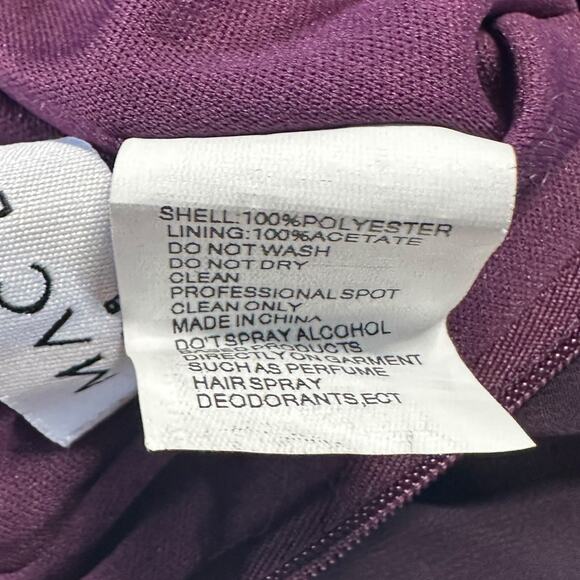 SHELL:100%POLYESTER
LINING:100%ACETATE
DO NOT WASH
DO NOT DRY
CLEAN
PROFESSIONAL SPOT
CLEAN ONLY
MADE IN CHINA
DO'T SPRAY ALCOHOL
PRODUCTS
DIRECTLY ON GARMENT
SUCH AS PERFUME
HAIR SPRAY
DEODORANTS,ECT